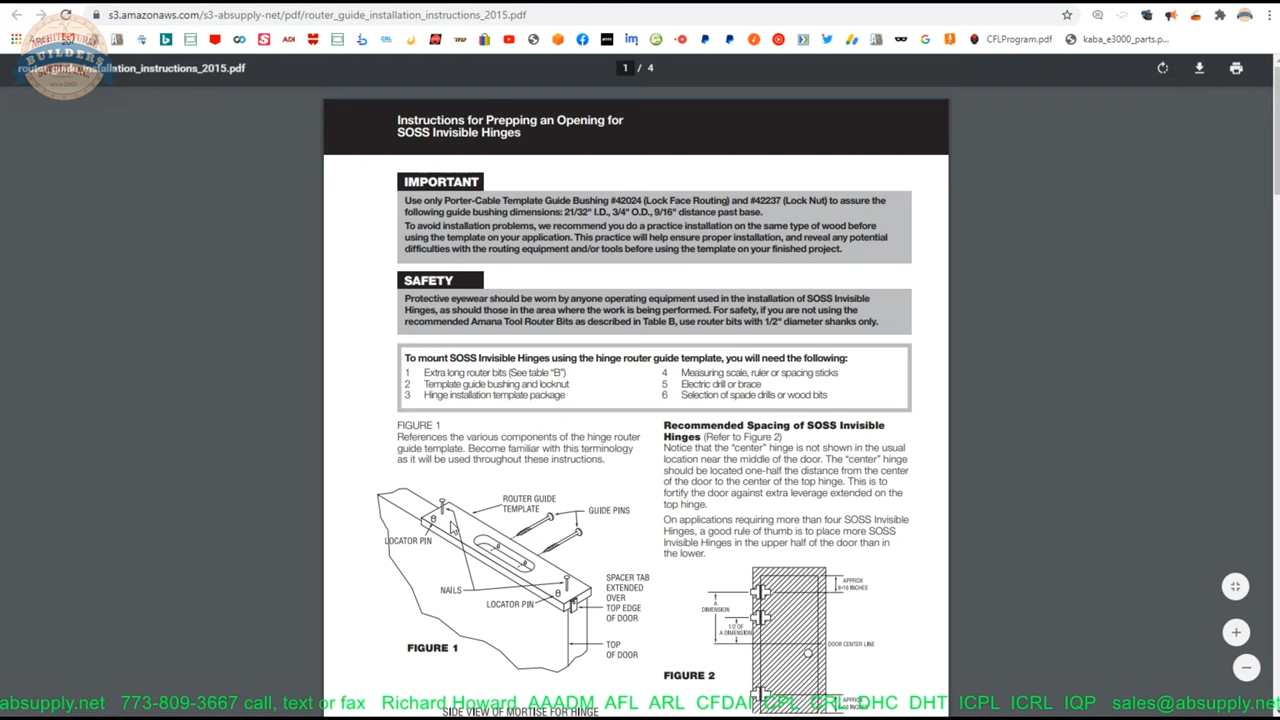 s3.amazonaws.com/s3-absupply-net/pdf/router_guide_installation_instructions_2015.pdf
CFLProgram.pdf
kaba_e3000_parts.p...
ARCHITECTURAL
BUILDERS
since 2003
router_guide_installation_instructions_2015.pdf
1 / 4
Instructions for Prepping an Opening for
SOSS Invisible Hinges
IMPORTANT
Use only Porter-Cable Template Guide Bushing #42024 (Lock Face Routing) and #42237 (Lock Nut) to assure the
following guide bushing dimensions: 21/32" I.D., 3/4" O.D., 9/16" distance past base.
To avoid installation problems, we recommend you do a practice installation on the same type of wood before
using the template on your application. This practice will help ensure proper installation, and reveal any potential
difficulties with the routing equipment and/or tools before using the template on your finished project.
SAFETY
Protective eyewear should be worn by anyone operating equipment used in the installation of SOSS Invisible
Hinges, as should those in the area where the work is being performed. For safety, if you are not using the
recommended Amana Tool Router Bits as described in Table B, use router bits with 1/2" diameter shanks only.
To mount SOSS Invisible Hinges using the hinge router guide template, you will need the following:
1 Extra long router bits (See table "B")
2 Template guide bushing and locknut
3 Hinge installation template package
4 Measuring scale, ruler or spacing sticks
5 Electric drill or brace
6 Selection of spade drills or wood bits
FIGURE 1
References the various components of the hinge router
guide template. Become familiar with this terminology
as it will be used throughout these instructions.
ROUTER GUIDE
TEMPLATE
GUIDE PINS
LOCATOR PIN
NAILS
LOCATOR PIN
SPACER TAB
EXTENDED
OVER
TOP EDGE
OF DOOR
TOP
OF DOOR
FIGURE 1
SIDE VIEW OF MORTISE FOR HINGE
Recommended Spacing of SOSS Invisible
Hinges (Refer to Figure 2)
Notice that the "center" hinge is not shown in the usual
location near the middle of the door. The "center" hinge
should be located one-half the distance from the center
of the door to the center of the top hinge. This is to
fortify the door against extra leverage extended on the
top hinge.
On applications requiring more than four SOSS Invisible
Hinges, a good rule of thumb is to place more SOSS
Invisible Hinges in the upper half of the door than in
the lower.
APPROX
A
DIMENSION
1/2 OF
A DIMENSION
DOOR CENTER LINE
FIGURE 2
APPROX
absupply.net 773-809-3667 call, text or fax Richard Howard AAADM AFL ARL CFDAI CPL CRL DHC DHT ICPL ICRL IQP sales@absupply.ne